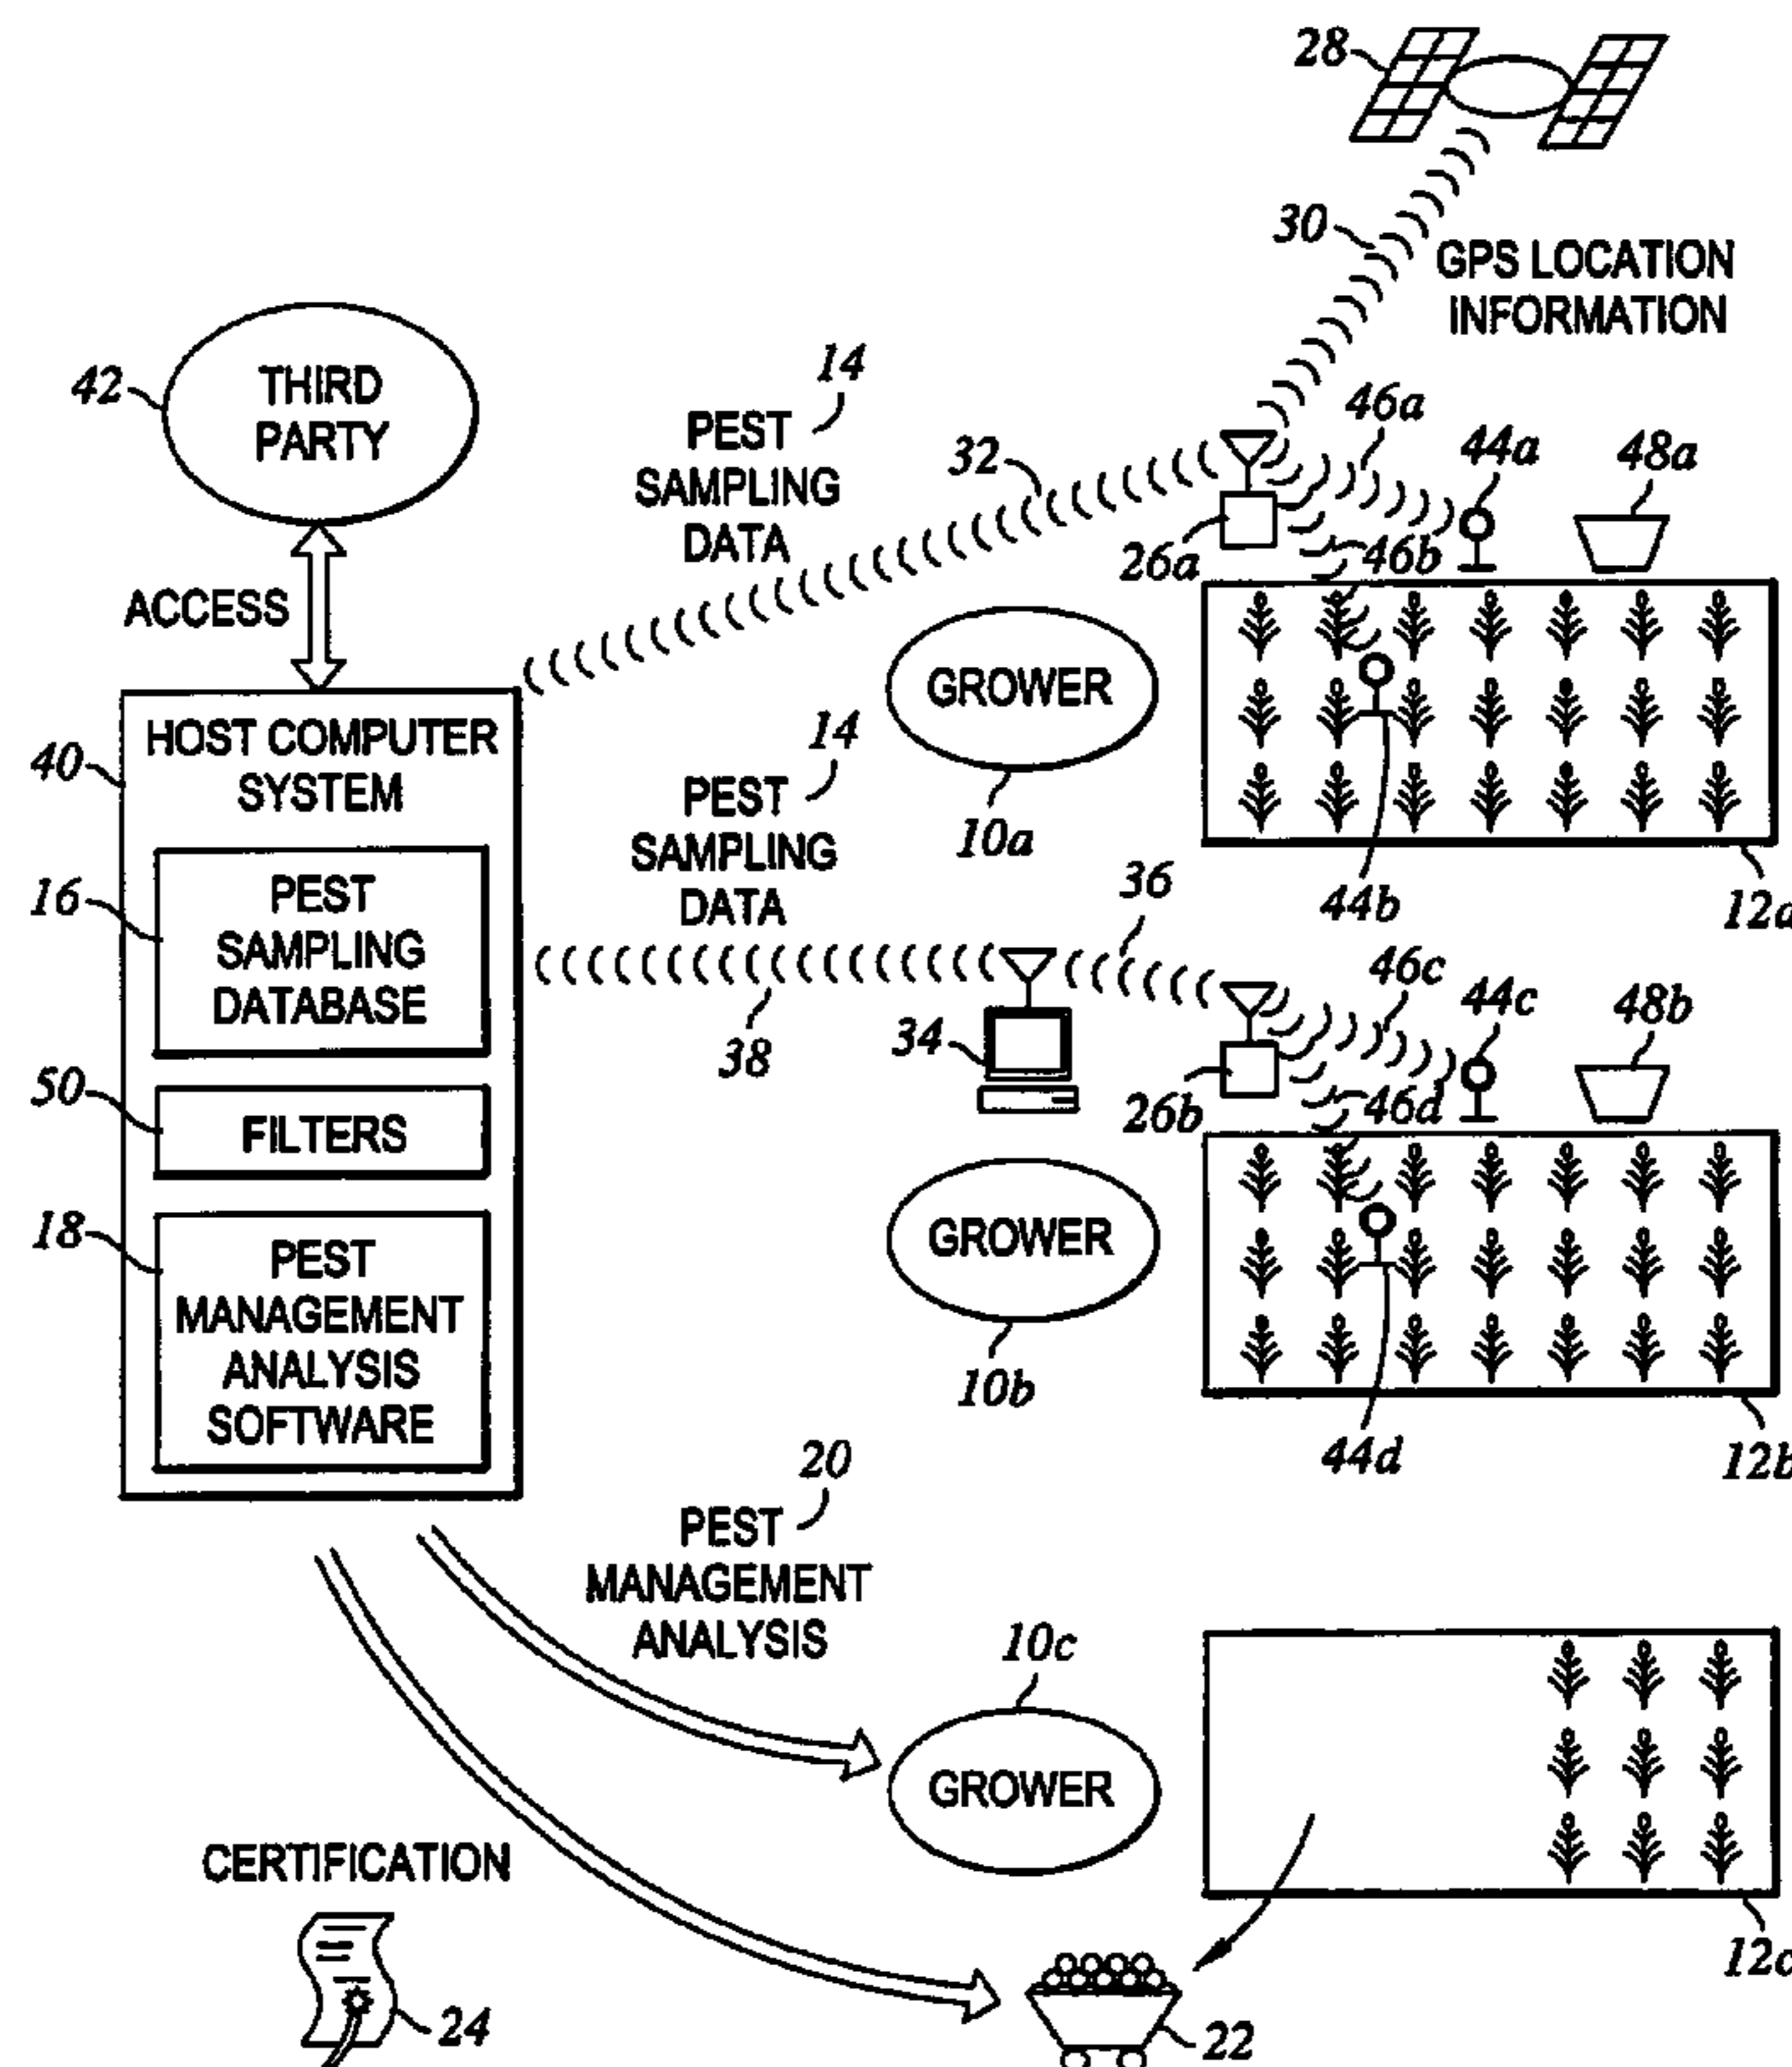 28
30
GPS LOCATION
INFORMATION
THIRD
PARTY
42
14
PEST
SAMPLING
DATA
32
46a
44a
48a
26a
46b
ACCESS
GROWER
10a
44b
12a
HOST COMPUTER
SYSTEM
40
14
PEST
SAMPLING
DATA
16
PEST
SAMPLING
DATABASE
36
38
34
46c
44c
48b
26b
46d
50
FILTERS
GROWER
10b
44d
12b
18
PEST
MANAGEMENT
ANALYSIS
SOFTWARE
20
PEST
MANAGEMENT
ANALYSIS
10c
GROWER
12c
CERTIFICATION
24
22